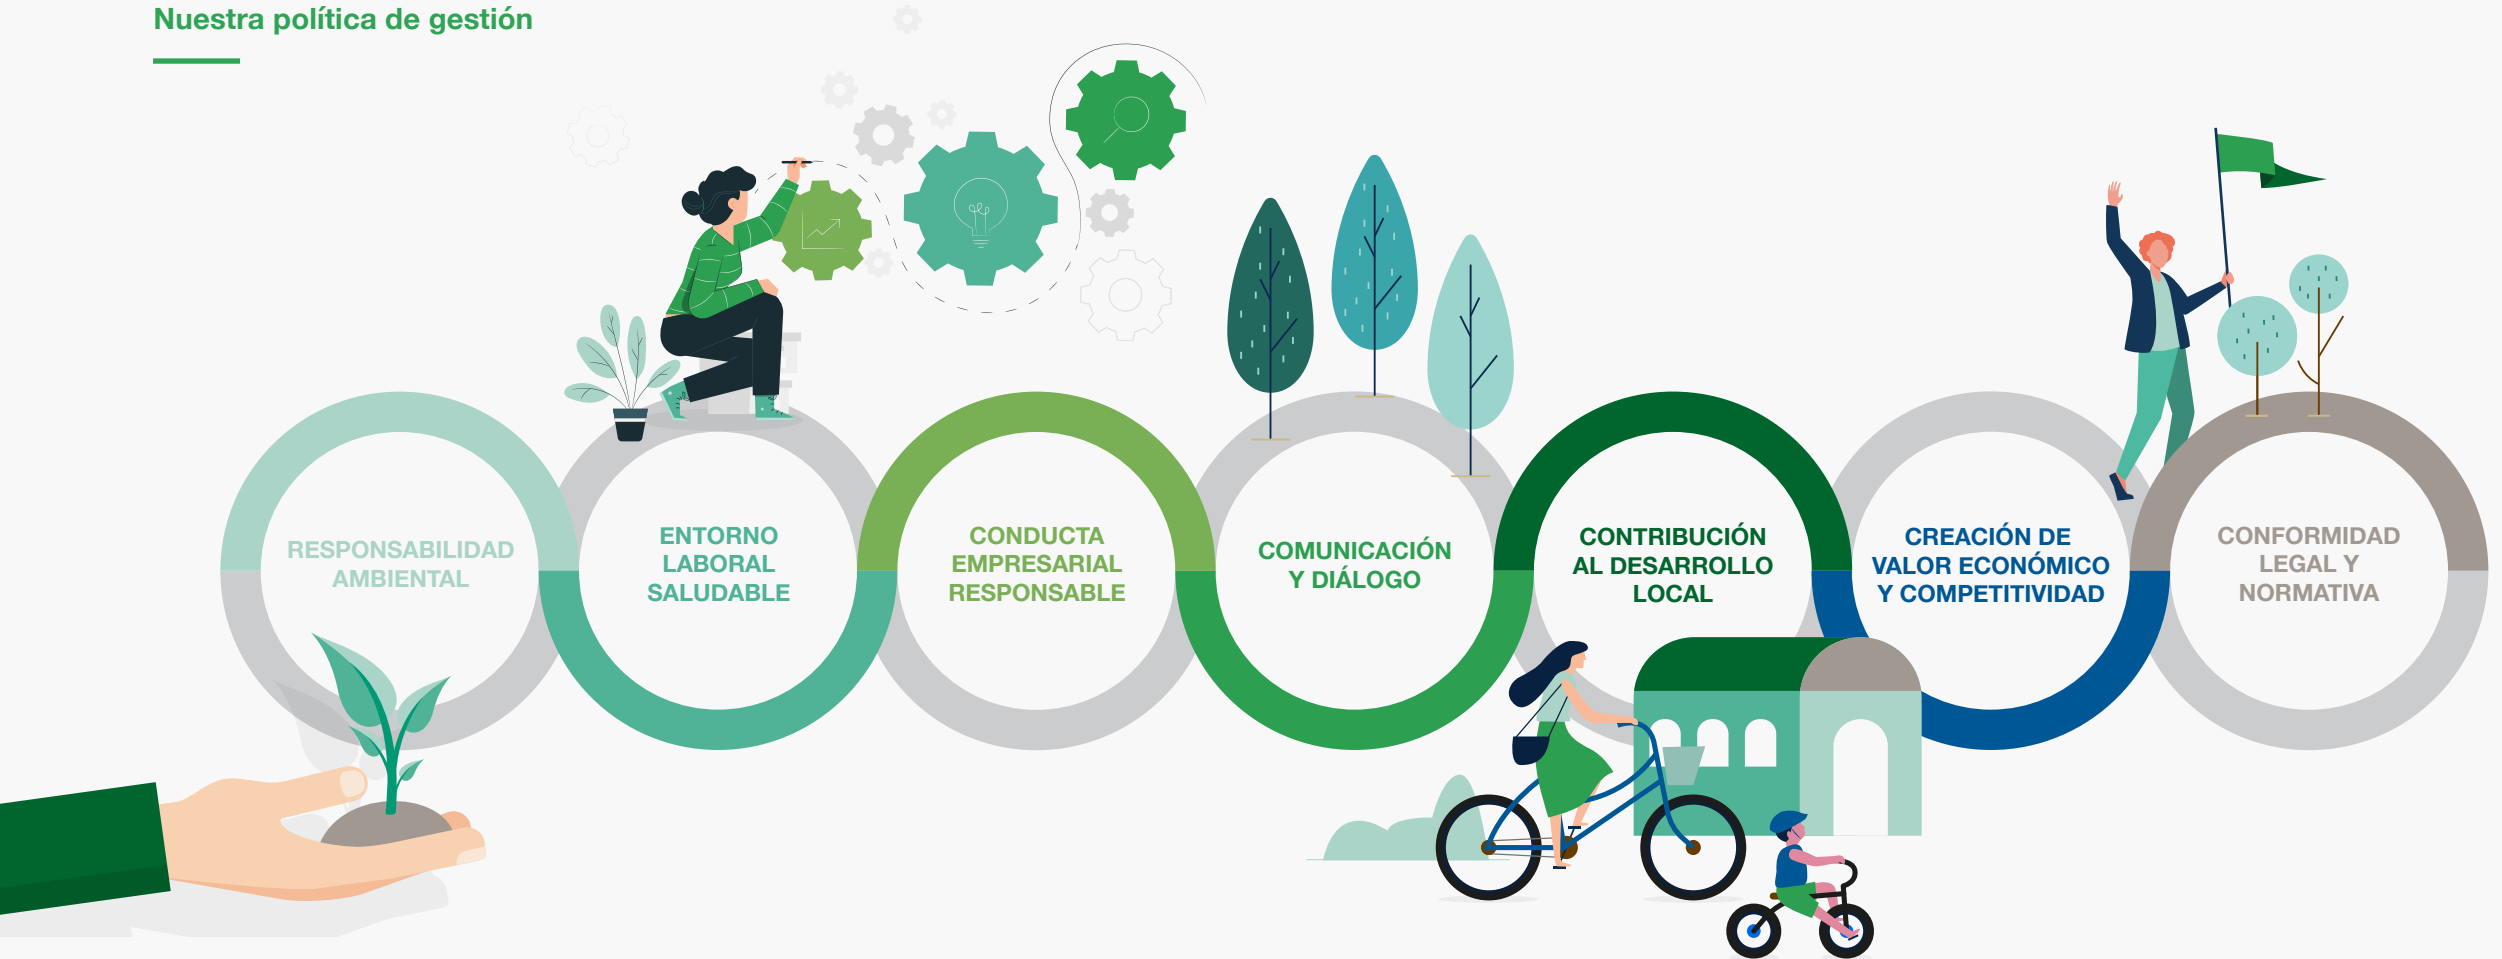 Nuestra política de gestión
RESPONSABILIDAD
AMBIENTAL
ENTORNO
LABORAL
SALUDABLE
CONDUCTA
EMPRESARIAL
RESPONSABLE
COMUNICACIÓN
Y DIÁLOGO
CONTRIBUCIÓN
AL DESARROLLO
LOCAL
CREACIÓN DE
VALOR ECONÓMICO
Y COMPETITIVIDAD
CONFORMIDAD
LEGAL Y
NORMATIVA